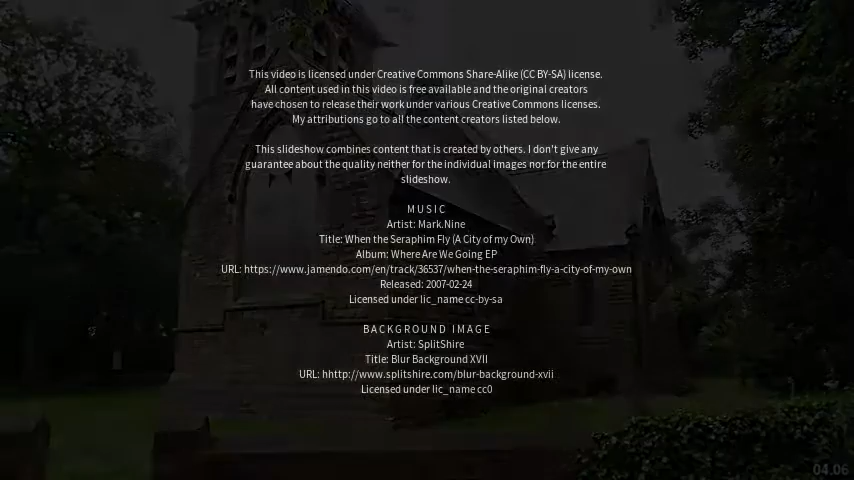 This video is licensed under Creative Commons Share-Alike (CC BY-SA) license.
All content used in this video is free available and the original creators
have chosen to release their work under various Creative Commons licenses.
My attributions go to all the content creators listed below.
This slideshow combines content that is created by others. I don't give any
guarantee about the quality neither for the individual images nor for the entire
slideshow.
MUSIC
Artist: Mark.Nine
Title: When the Seraphim Fly (A City of my Own)
Album: Where Are We Going EP
URL: https://www.jamendo.com/en/track/36537/when-the-seraphim-fly-a-city-of-my-own
Released: 2007-02-24
Licensed under lic_name cc-by-sa
BACKGROUND IMAGE
Artist: SplitShire
Title: Blur Background XVII
URL: hhttp://www.splitshire.com/blur-background-xvii
Licensed under lic_name cc0
04.06